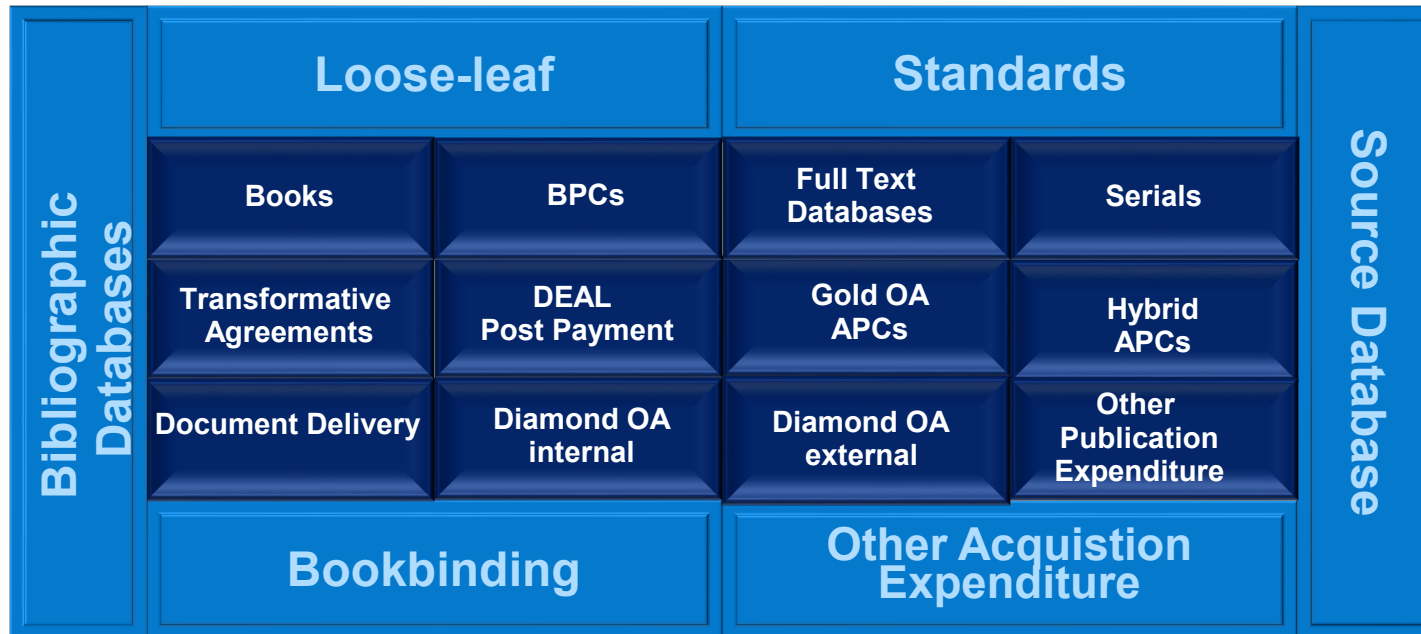 Bibliographic
Databases
Loose-leaf
Standards
Source Database
Books
BPCs
Full Text
Databases
Serials
Transformative
Agreements
DEAL
Post Payment
Gold OA
APCs
Hybrid
APCs
Document Delivery
Diamond OA
internal
Diamond OA
external
Other
Publication
Expenditure
Bookbinding
Other Acquistion
Expenditure